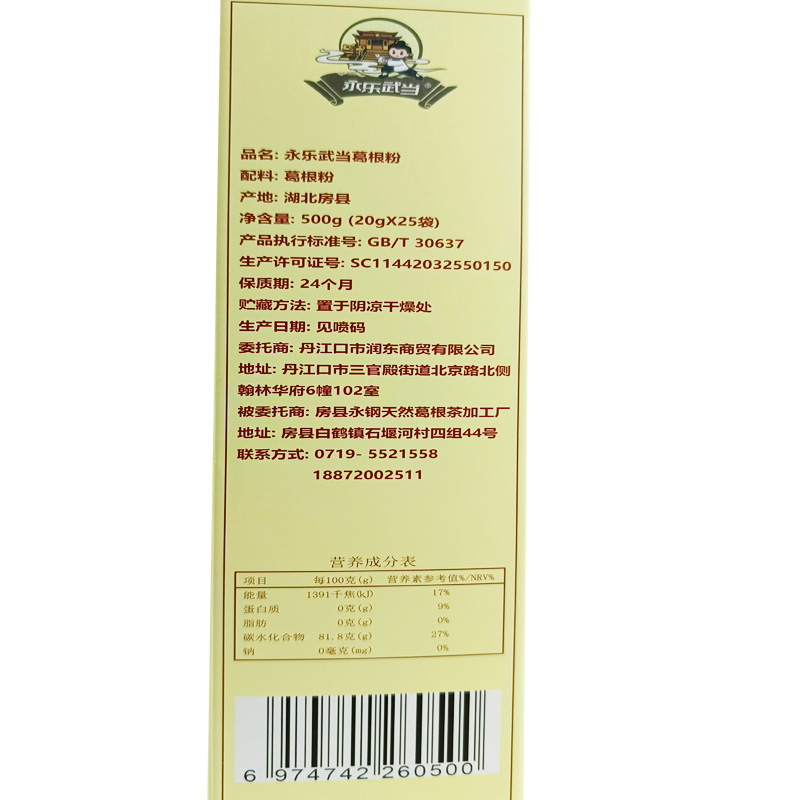 永乐武当®
品名: 永乐武当葛根粉
配料: 葛根粉
产地: 湖北房县
净含量: 500g (20gX25袋)
产品执行标准号: GB/T 30637
生产许可证号: SC11442032550150
保质期: 24个月
贮藏方法: 置于阴凉干燥处
生产日期: 见喷码
委托商: 丹江口市润东商贸有限公司
地址: 丹江口市三官殿街道北京路北侧
翰林华府6幢102室
被委托商: 房县永钢天然葛根茶加工厂
地址: 房县白鹤镇石堰河村四组44号
联系方式: 0719- 5521558
18872002511
营养成分表
项目 每100克(g) 营养素参考值%/NRV%
能量 1391千焦(kJ) 17%
蛋白质 0克(g) 9%
脂肪 0克(g) 0%
碳水化合物 81.8克(g) 27%
钠 0毫克(mg) 0%
6 974742 260500